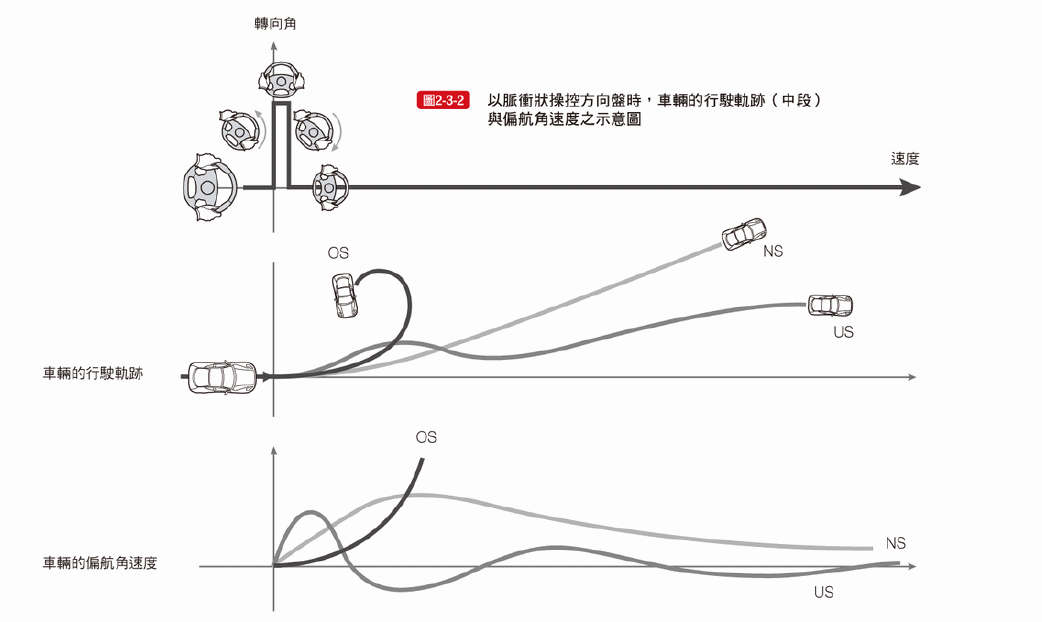 轉向角
圖2-3-2 以脈衝狀操控方向盤時，車輛的行駛軌跡（中段）
與偏航角速度之示意圖
速度
OS
NS
US
車輛的行駛軌跡
OS
NS
車輛的偏航角速度
US